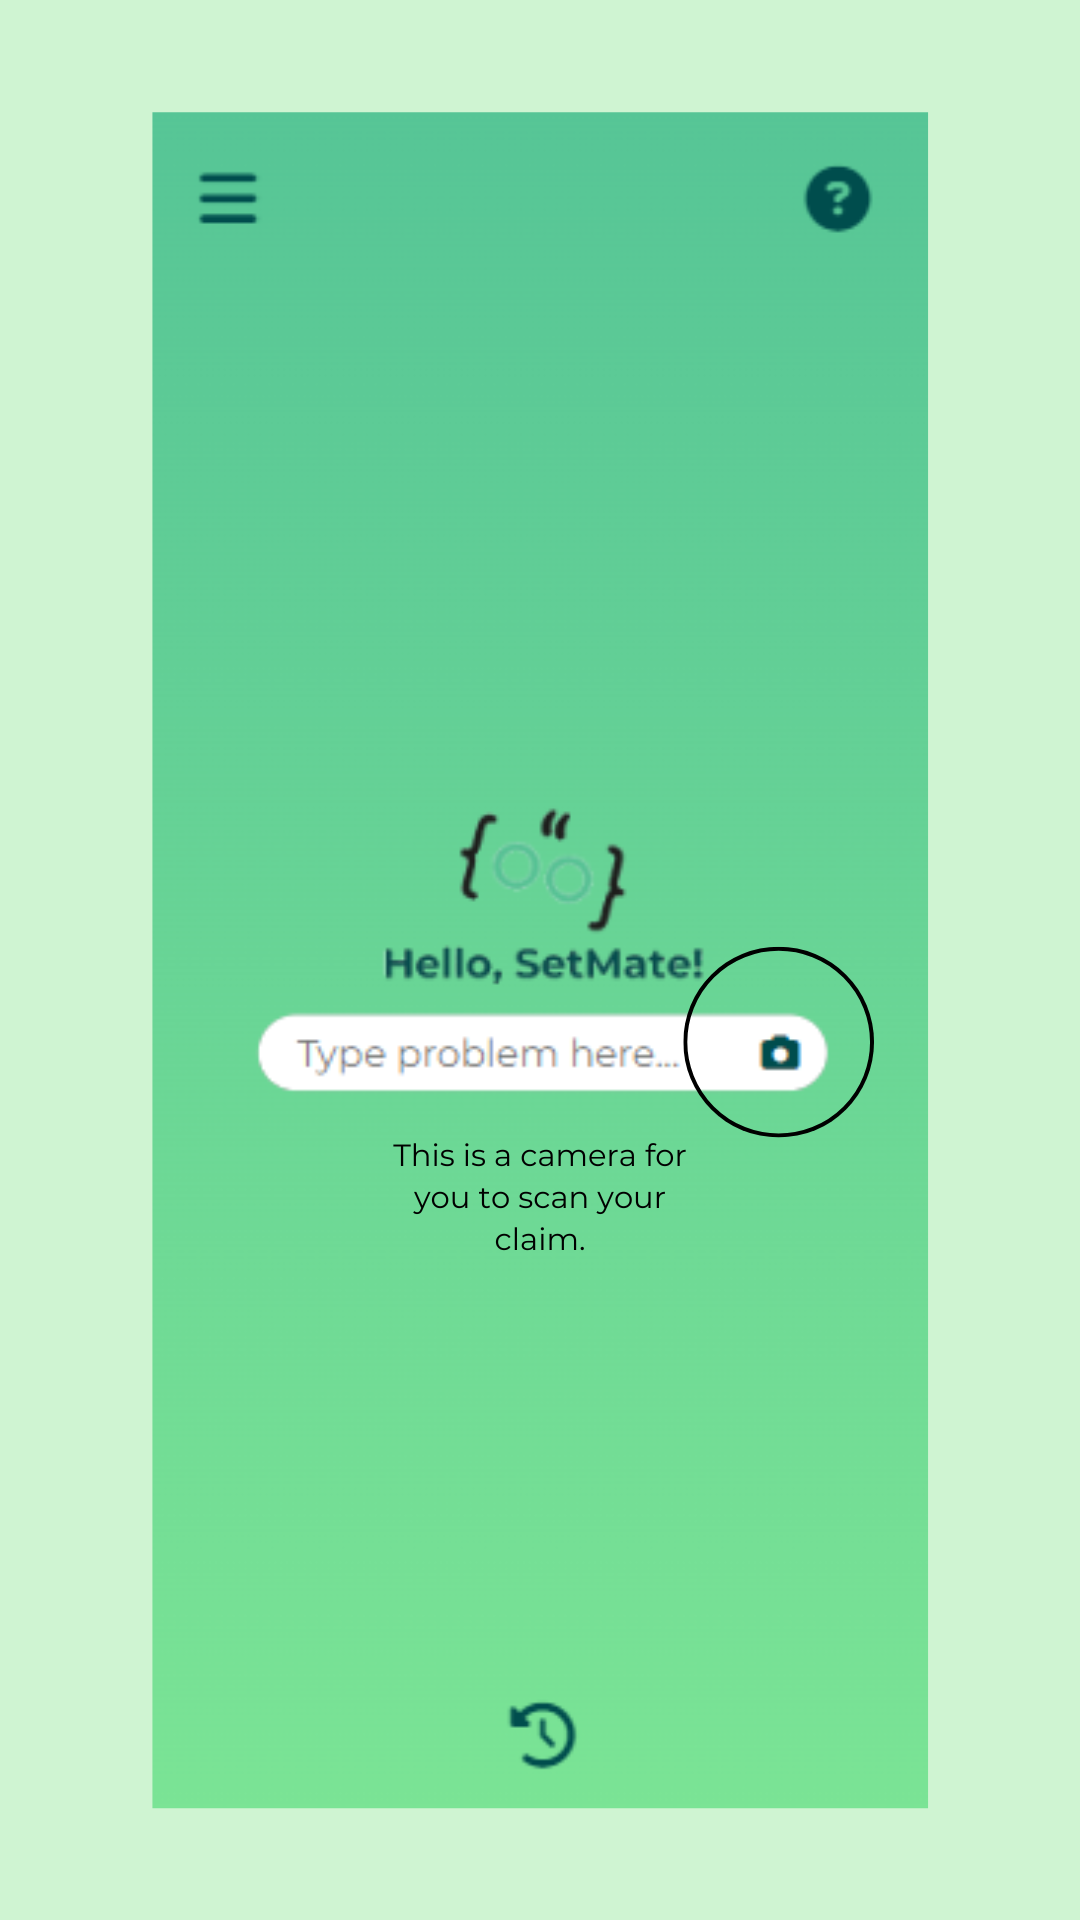 ?
{ “ }
Hello, SetMate!
Type problem here...
This is a camera for
you to scan your
claim.